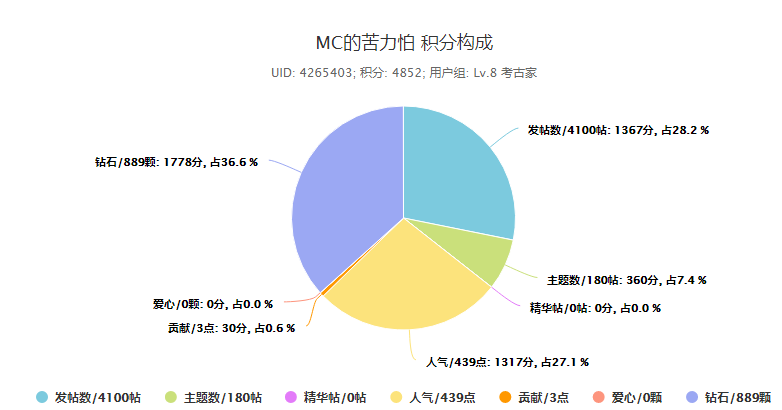 MC的苦力怕 积分构成
UID: 4265403; 积分: 4852; 用户组: Lv.8 考古家
发帖数/4100帖: 1367分, 占28.2 %
钻石/889颗: 1778分, 占36.6 %
主题数/180帖: 360分, 占7.4 %
爱心/0颗: 0分, 占0.0 %
精华帖/0帖: 0分, 占0.0 %
贡献/3点: 30分, 占0.6 %
人气/439点: 1317分, 占27.1 %
发帖数/4100帖 主题数/180帖 精华帖/0帖 人气/439点 贡献/3点 爱心/0颗 钻石/889颗